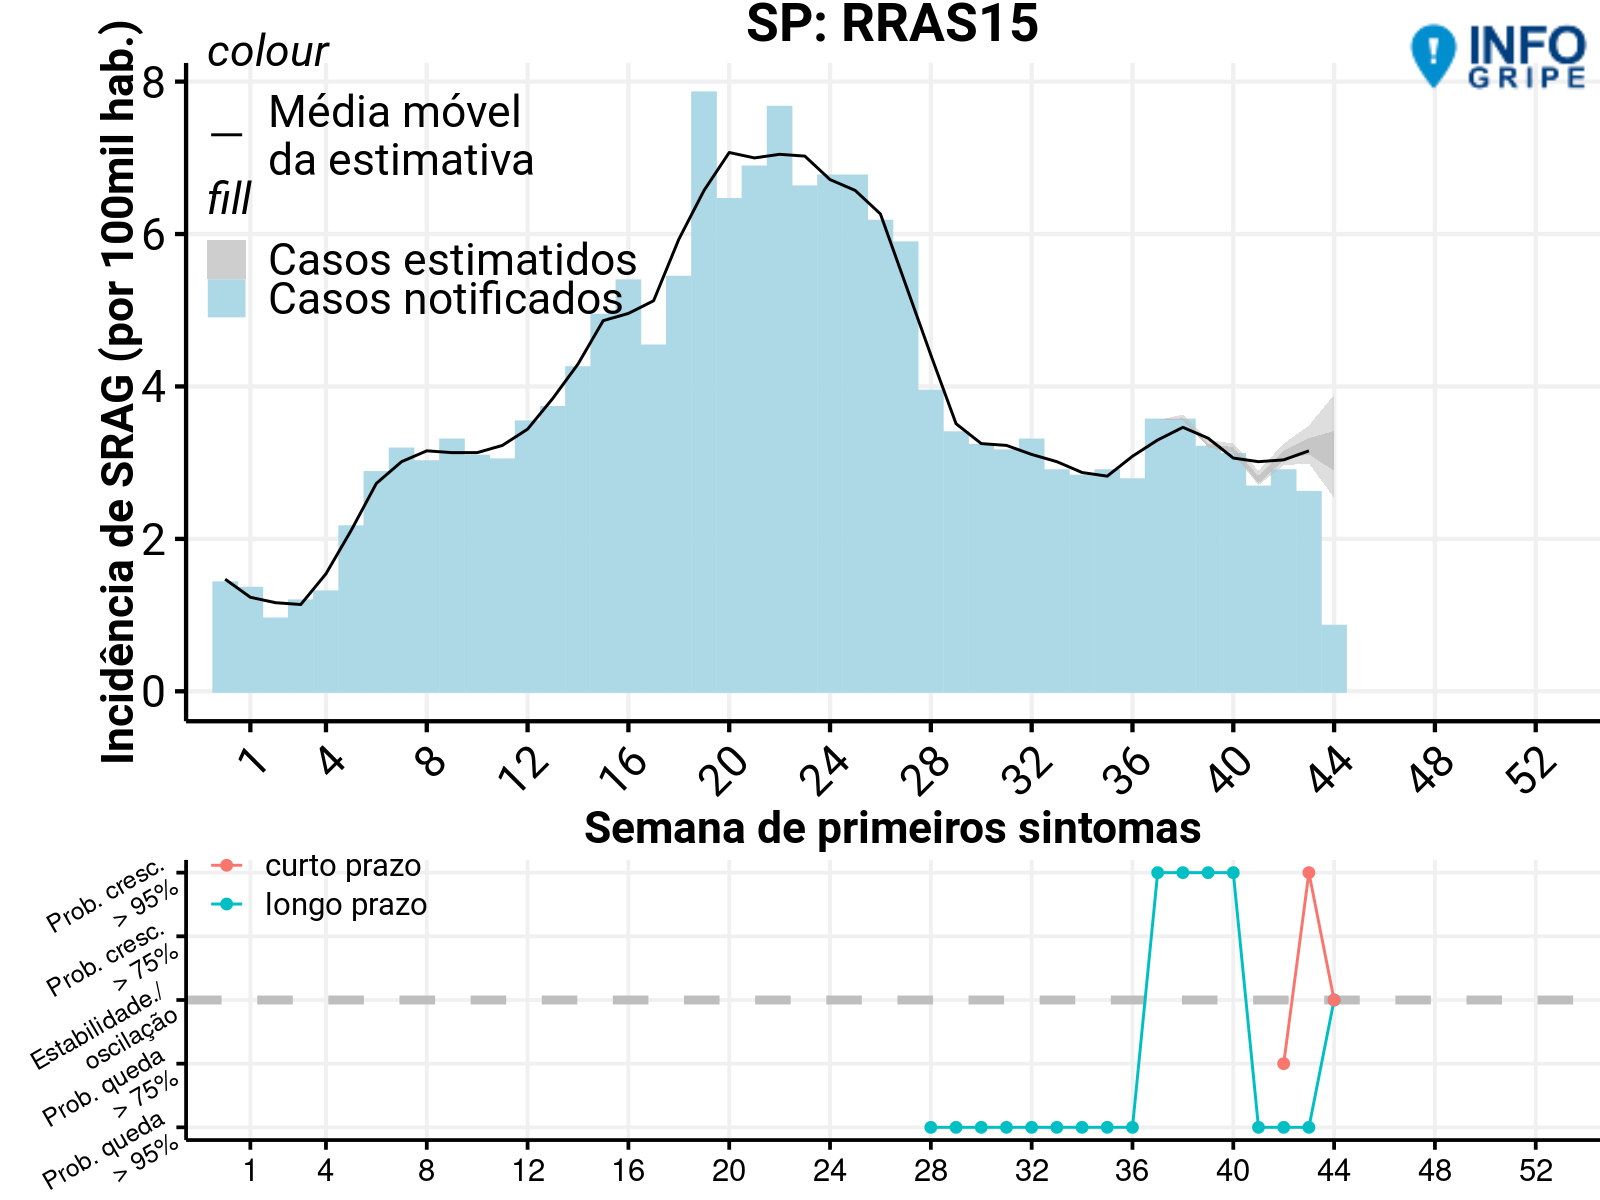 SP: RRAS15
INFO
GRIPE
colour
Média móvel
da estimativa
fill
Casos estimatidos
Casos notificados
Incidência de SRAG (por 100mil hab.)
8
6
4
2
0
1 4 8 12 16 20 24 28 32 36 40 44 48 52
Semana de primeiros sintomas
curto prazo
longo prazo
Prob. cresc.
> 95%
Prob. cresc.
> 75%
Estabilidade./
oscilação
Prob. queda
> 75%
Prob. queda
> 95%
1 4 8 12 16 20 24 28 32 36 40 44 48 52